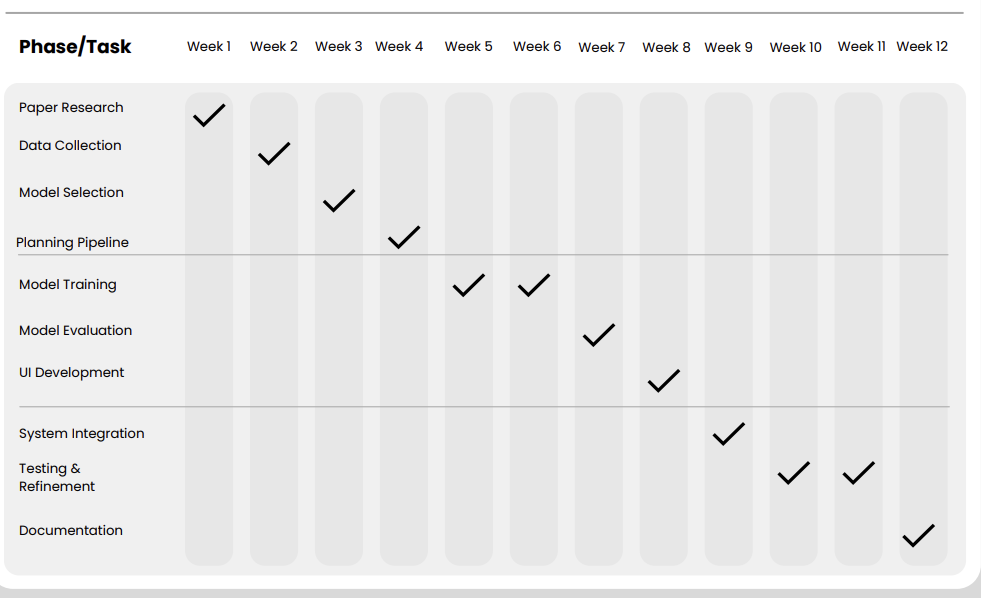 Phase/Task Week 1 Week 2 Week 3 Week 4 Week 5 Week 6 Week 7 Week 8 Week 9 Week 10 Week 11 Week 12
Paper Research
Data Collection
Model Selection
Planning Pipeline
Model Training
Model Evaluation
UI Development
System Integration
Testing &
Refinement
Documentation